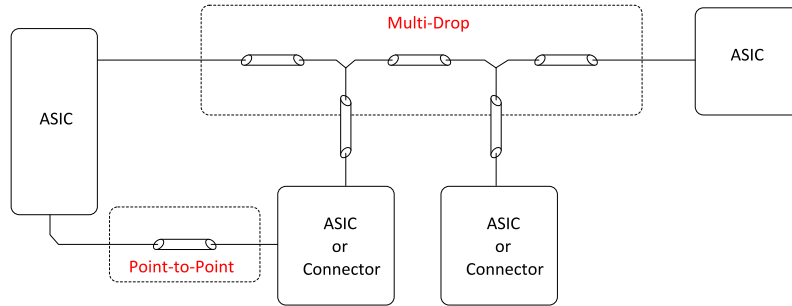 Multi-Drop
ASIC
ASIC
ASIC
or
Connector
ASIC
or
Connector
Point-to-Point